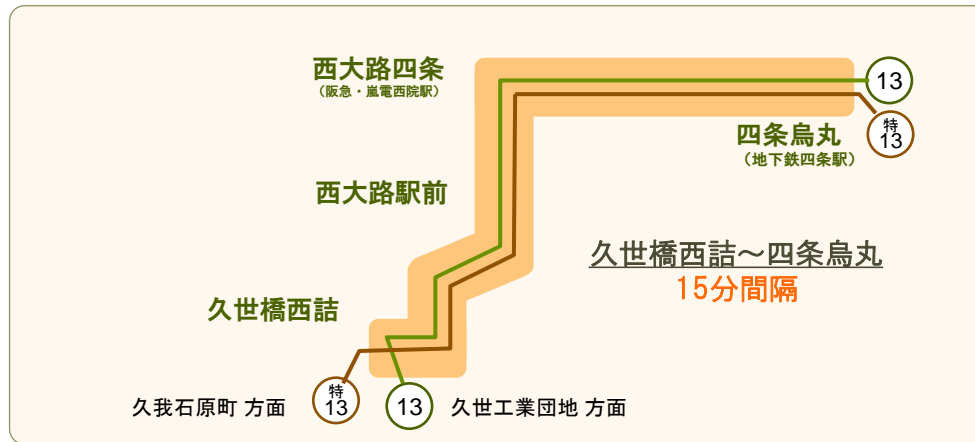 西大路四条
（阪急・嵐電西院駅）
13
四条烏丸
（地下鉄四条駅）
特
13
西大路駅前
久世橋西詰～四条烏丸
15分間隔
久世橋西詰
久我石原町 方面
特
13
13
久世工業団地 方面